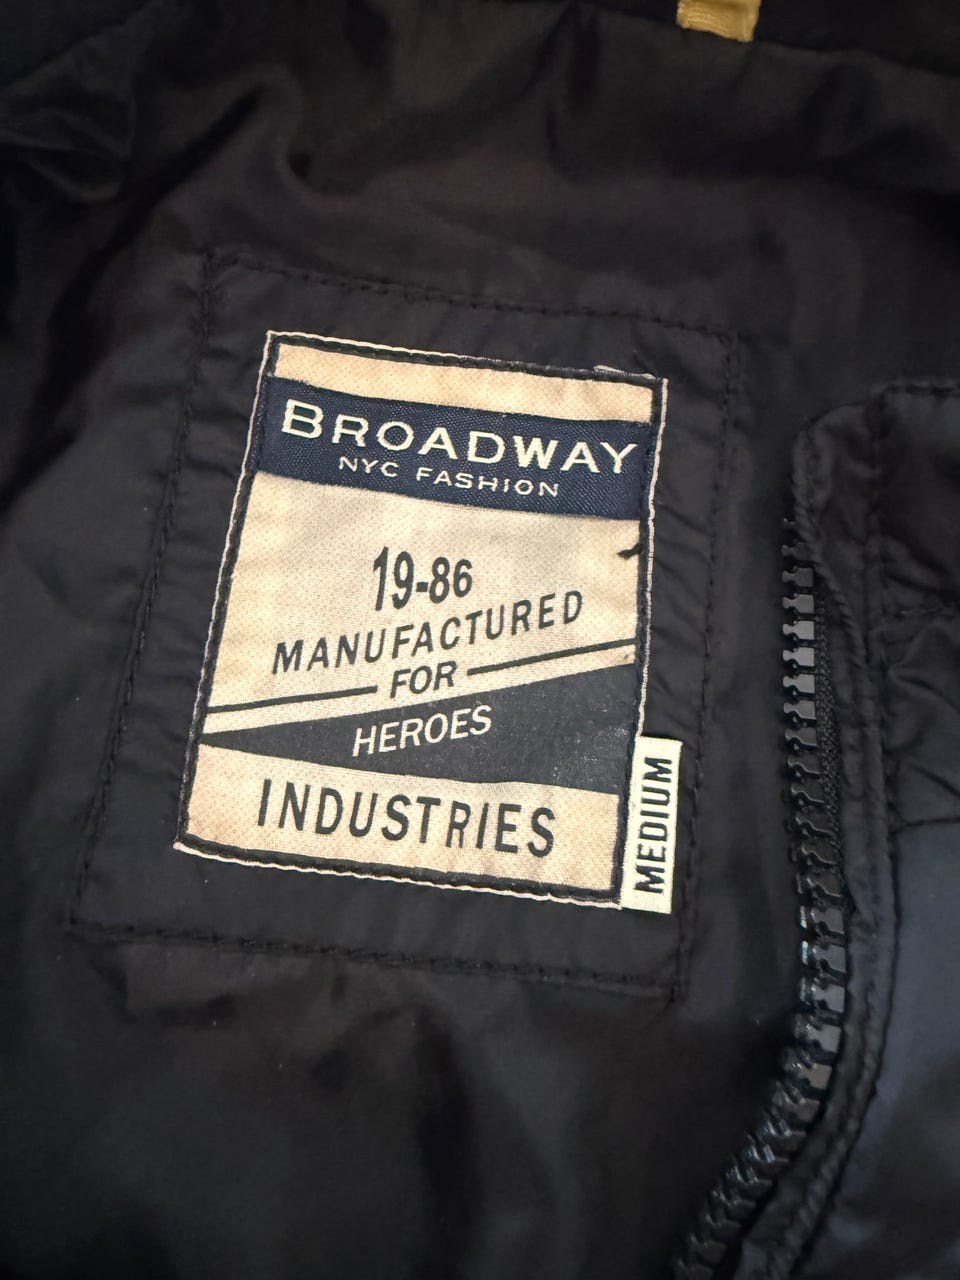 BROADWAY
NYC FASHION
19-86
MANUFACTURED
FOR
HEROES
INDUSTRIES
MEDIUM